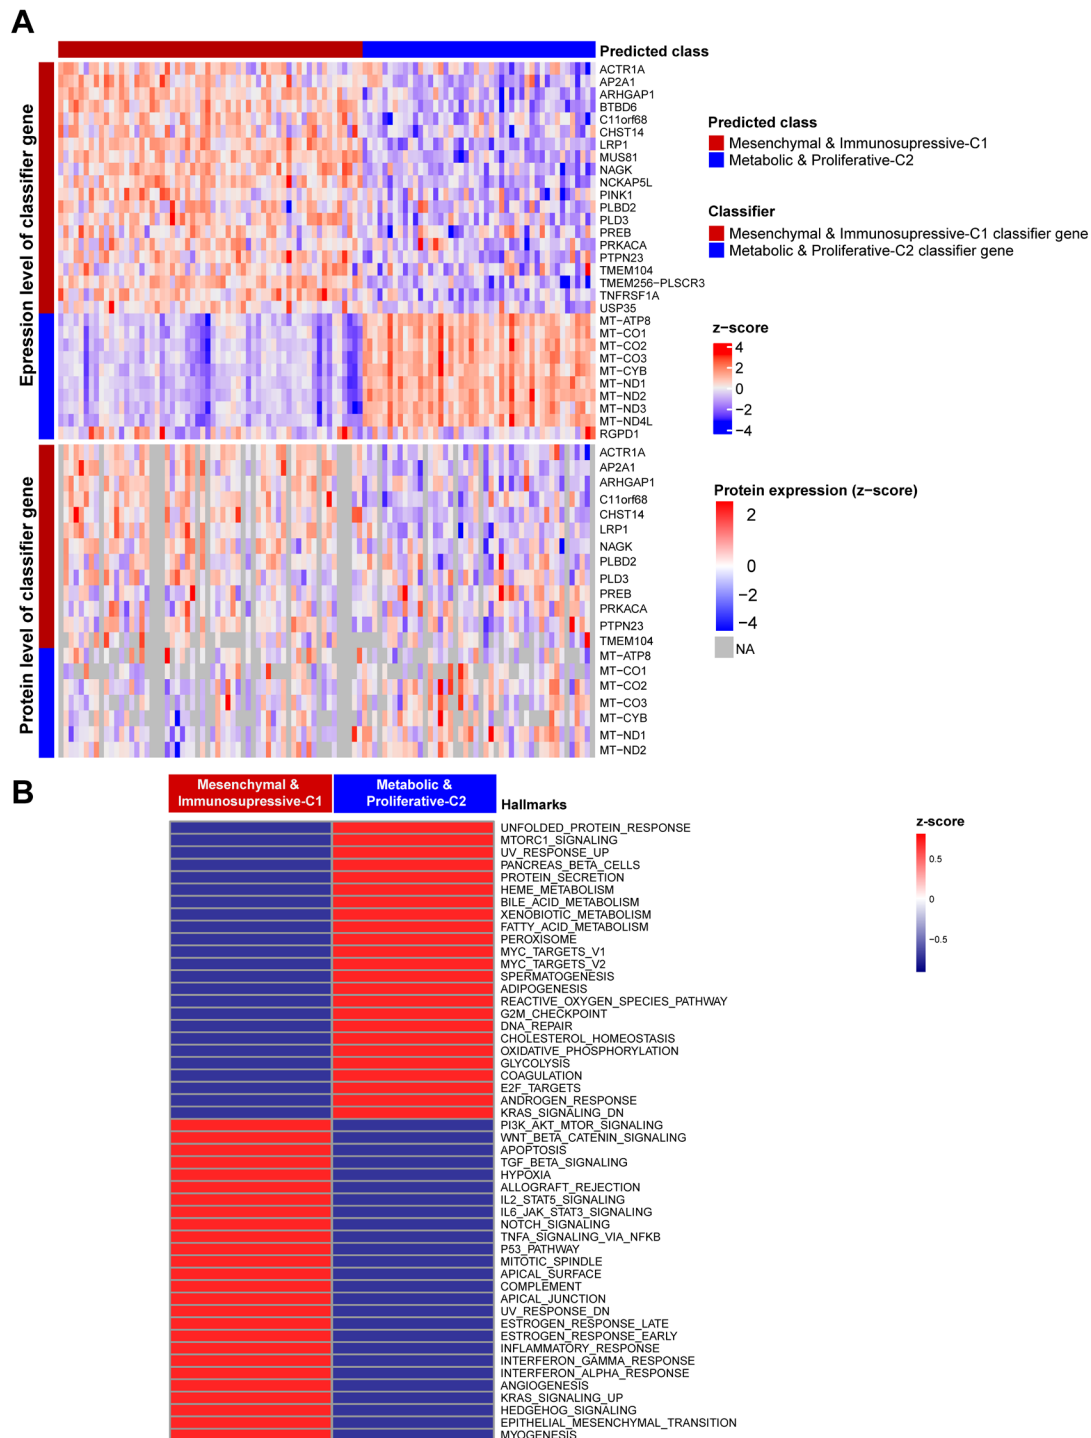 A
Predicted class
Epression level of classifier gene
ACTR1A
AP2A1
ARHGAP1
BTBD6
C11orf68
CHST14
LRP1
MUS81
NAGK
NCKAP5L
PINK1
PLBD2
PLD3
PREB
PRKACA
PTPN23
TMEM104
TMEM256−PLSCR3
TNFRSF1A
USP35
MT−ATP8
MT−CO1
MT−CO2
MT−CO3
MT−CYB
MT−ND1
MT−ND2
MT−ND3
MT−ND4L
RGPD1
Protein level of classifier gene
ACTR1A
AP2A1
ARHGAP1
C11orf68
CHST14
LRP1
NAGK
PLBD2
PLD3
PREB
PRKACA
PTPN23
TMEM104
MT−ATP8
MT−CO1
MT−CO2
MT−CO3
MT−CYB
MT−ND1
MT−ND2
Predicted class
Mesenchymal & Immunosupressive-C1
Metabolic & Proliferative-C2
Classifier
Mesenchymal & Immunosupressive-C1 classifier gene
Metabolic & Proliferative-C2 classifier gene
z−score
4
2
0
−2
−4
Protein expression (z−score)
2
0
−2
−4
NA
B
Mesenchymal &
Immunosupressive-C1
Metabolic &
Proliferative-C2
Hallmarks
UNFOLDED_PROTEIN_RESPONSE
MTORC1_SIGNALING
UV_RESPONSE_UP
PANCREAS_BETA_CELLS
PROTEIN_SECRETION
HEME_METABOLISM
BILE_ACID_METABOLISM
XENOBIOTIC_METABOLISM
FATTY_ACID_METABOLISM
PEROXISOME
MYC_TARGETS_V1
MYC_TARGETS_V2
SPERMATOGENESIS
ADIPOGENESIS
REACTIVE_OXYGEN_SPECIES_PATHWAY
G2M_CHECKPOINT
DNA_REPAIR
CHOLESTEROL_HOMEOSTASIS
OXIDATIVE_PHOSPHORYLATION
GLYCOLYSIS
COAGULATION
E2F_TARGETS
ANDROGEN_RESPONSE
KRAS_SIGNALING_DN
PI3K_AKT_MTOR_SIGNALING
WNT_BETA_CATENIN_SIGNALING
APOPTOSIS
TGF_BETA_SIGNALING
HYPOXIA
ALLOGRAFT_REJECTION
IL2_STAT5_SIGNALING
IL6_JAK_STAT3_SIGNALING
NOTCH_SIGNALING
TNFA_SIGNALING_VIA_NFKB
P53_PATHWAY
MITOTIC_SPINDLE
APICAL_SURFACE
COMPLEMENT
APICAL_JUNCTION
UV_RESPONSE_DN
ESTROGEN_RESPONSE_LATE
ESTROGEN_RESPONSE_EARLY
INFLAMMATORY_RESPONSE
INTERFERON_GAMMA_RESPONSE
INTERFERON_ALPHA_RESPONSE
ANGIOGENESIS
KRAS_SIGNALING_UP
HEDGEHOG_SIGNALING
EPITHELIAL_MESENCHYMAL_TRANSITION
MYOGENESIS
z-score
0.5
0
−0.5